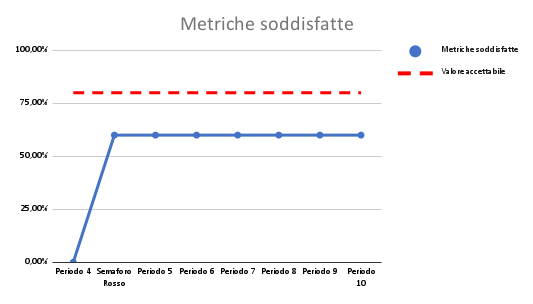 Metriche soddisfatte
100,00%
75,00%
50,00%
25,00%
0,00%
Periodo 4
Semaforo
Rosso
Periodo 5
Periodo 6
Periodo 7
Periodo 8
Periodo 9
Periodo
10
Metriche soddisfatte
Valore accettabile